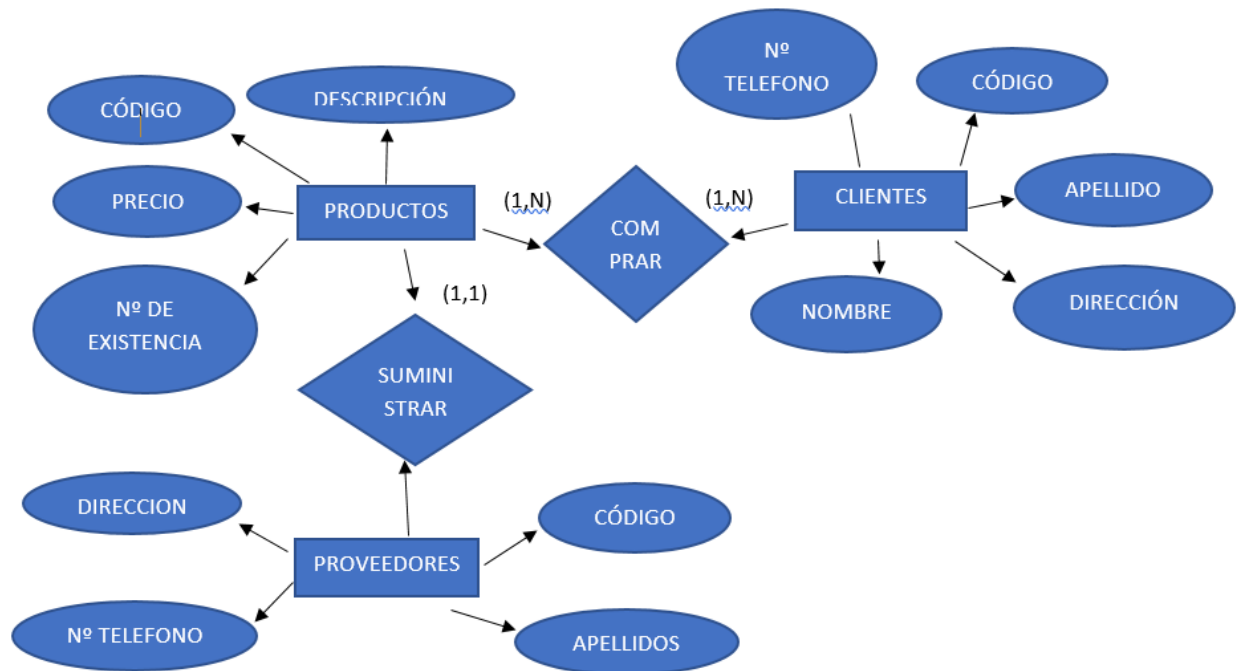 Nº
TELEFONO
CÓDIGO
DESCRIPCIÓN
CÓDIGO
PRECIO
PRODUCTOS
(1,N)
(1,N)
CLIENTES
APELLIDO
COM
PRAR
Nº DE
EXISTENCIA
(1,1)
NOMBRE
DIRECCIÓN
SUMINI
STRAR
DIRECCION
CÓDIGO
PROVEEDORES
Nº TELEFONO
APELLIDOS